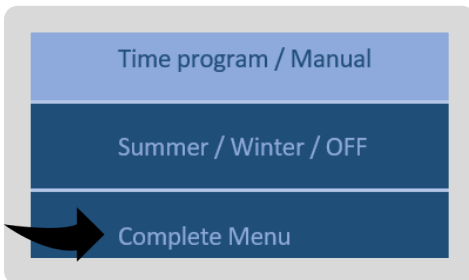 Time program / Manual
Summer / Winter / OFF
Complete Menu